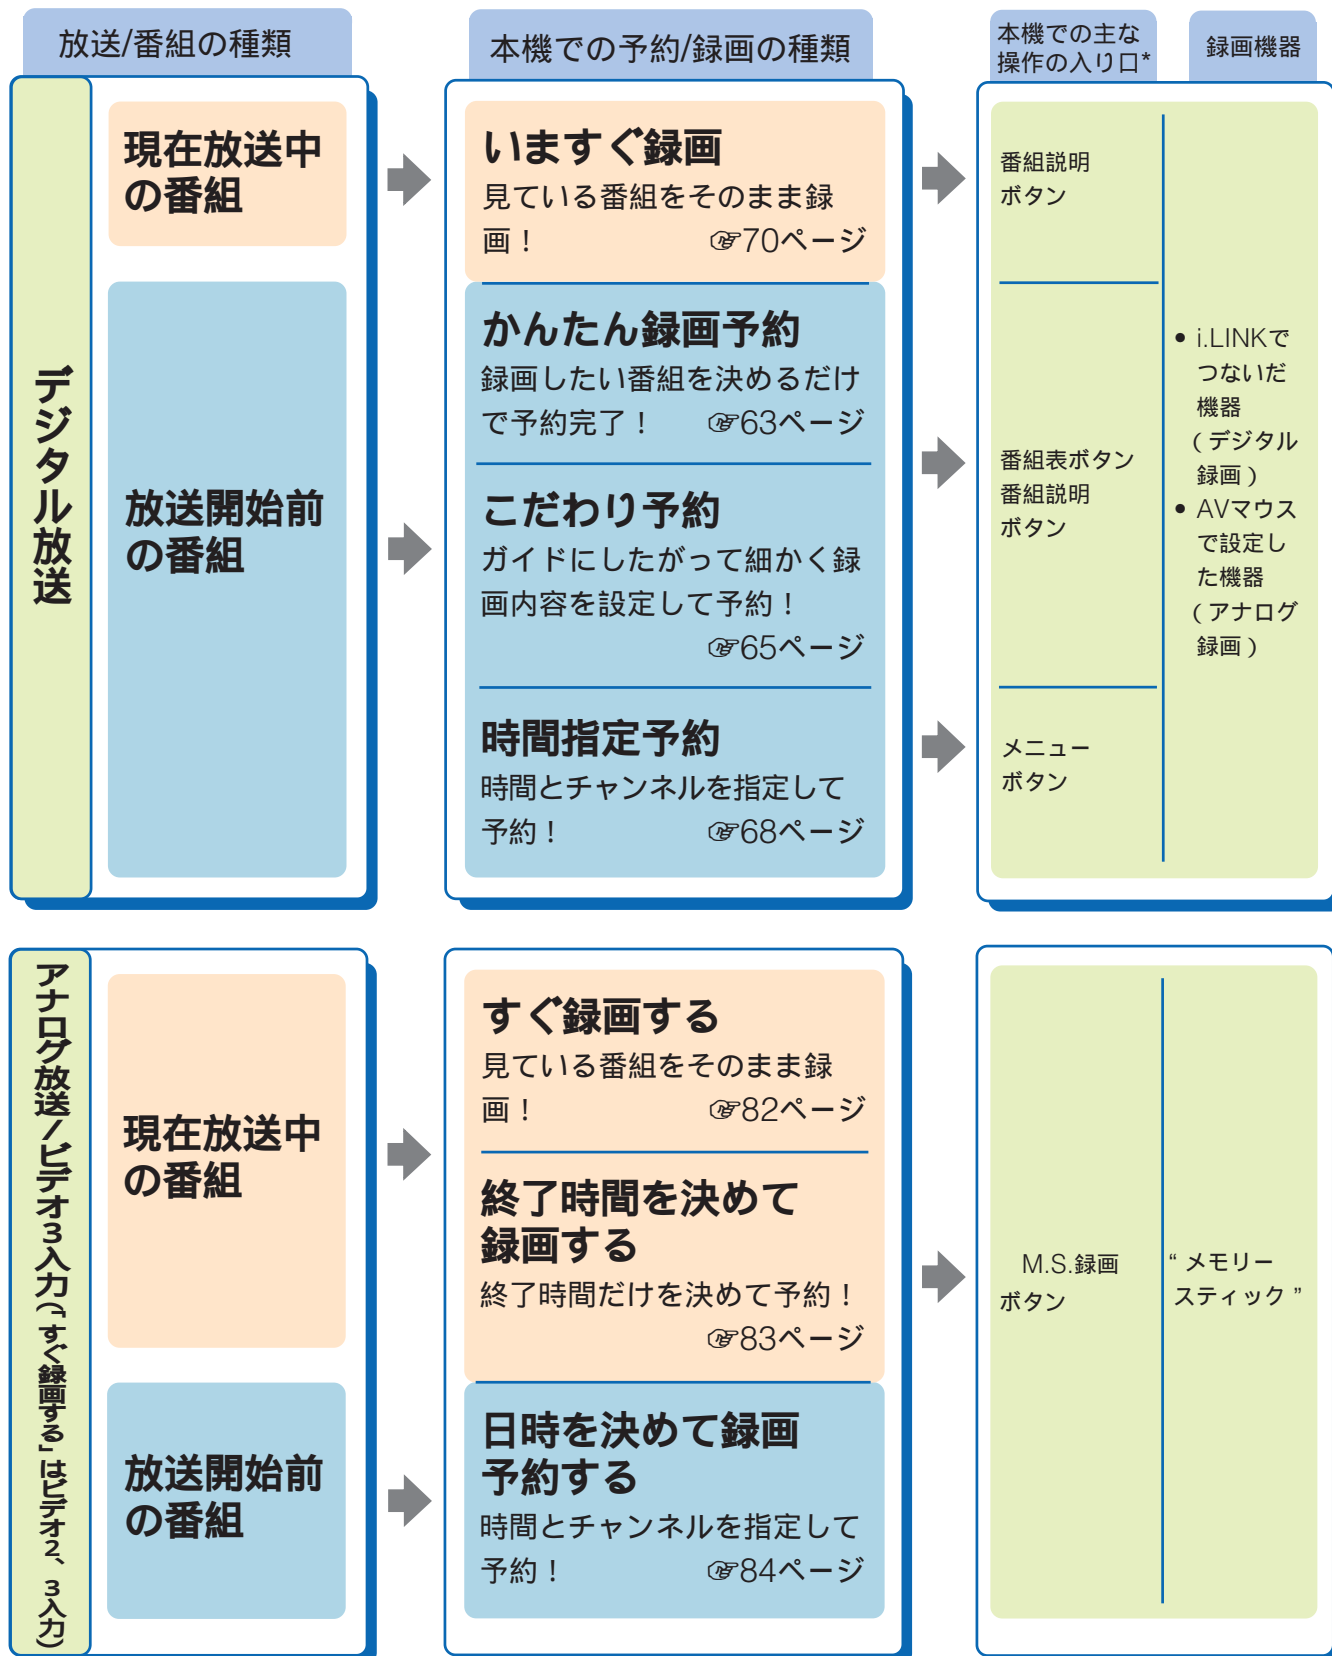 放送/番組の種類
本機での予約/録画の種類
本機での主な
操作の入り口*
録画機器
デジタル放送
現在放送中
の番組
いますぐ録画
見ている番組をそのまま録
画！ ☞70ページ
番組説明
ボタン
放送開始前
の番組
かんたん録画予約
録画したい番組を決めるだけ
で予約完了！ ☞63ページ
こだわり予約
ガイドにしたがって細かく録
画内容を設定して予約！
☞65ページ
番組表ボタン
番組説明
ボタン
時間指定予約
時間とチャンネルを指定して
予約！ ☞68ページ
メニュー
ボタン
• i.LINKで
つないだ
機器
（デジタル
録画）
• AVマウス
で設定し
た機器
（アナログ
録画）
アナログ放送／ビデオ3入力（「すぐ録画する」はビデオ2、3入力）
現在放送中
の番組
すぐ録画する
見ている番組をそのまま録
画！ ☞82ページ
終了時間を決めて
録画する
終了時間だけを決めて予約！
☞83ページ
放送開始前
の番組
日時を決めて録画
予約する
時間とチャンネルを指定して
予約！ ☞84ページ
M.S.録画
ボタン
“メモリー
スティック”